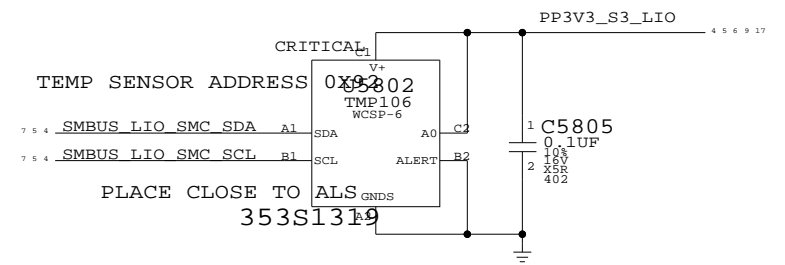 PP3V3_S3_LIO
4 5 6 9 17
CRITICAL
C1
V+
TEMP SENSOR ADDRESS 0X92
U5802
TMP106
WCSP-6
7 5 4 SMBUS_LIO_SMC_SDA A1 SDA A0 C2
1 C5805
0.1UF
10%
16V
X5R
402
2
7 5 4 SMBUS_LIO_SMC_SCL B1 SCL ALERT B2
PLACE CLOSE TO ALS
GNDS
A2
353S1319